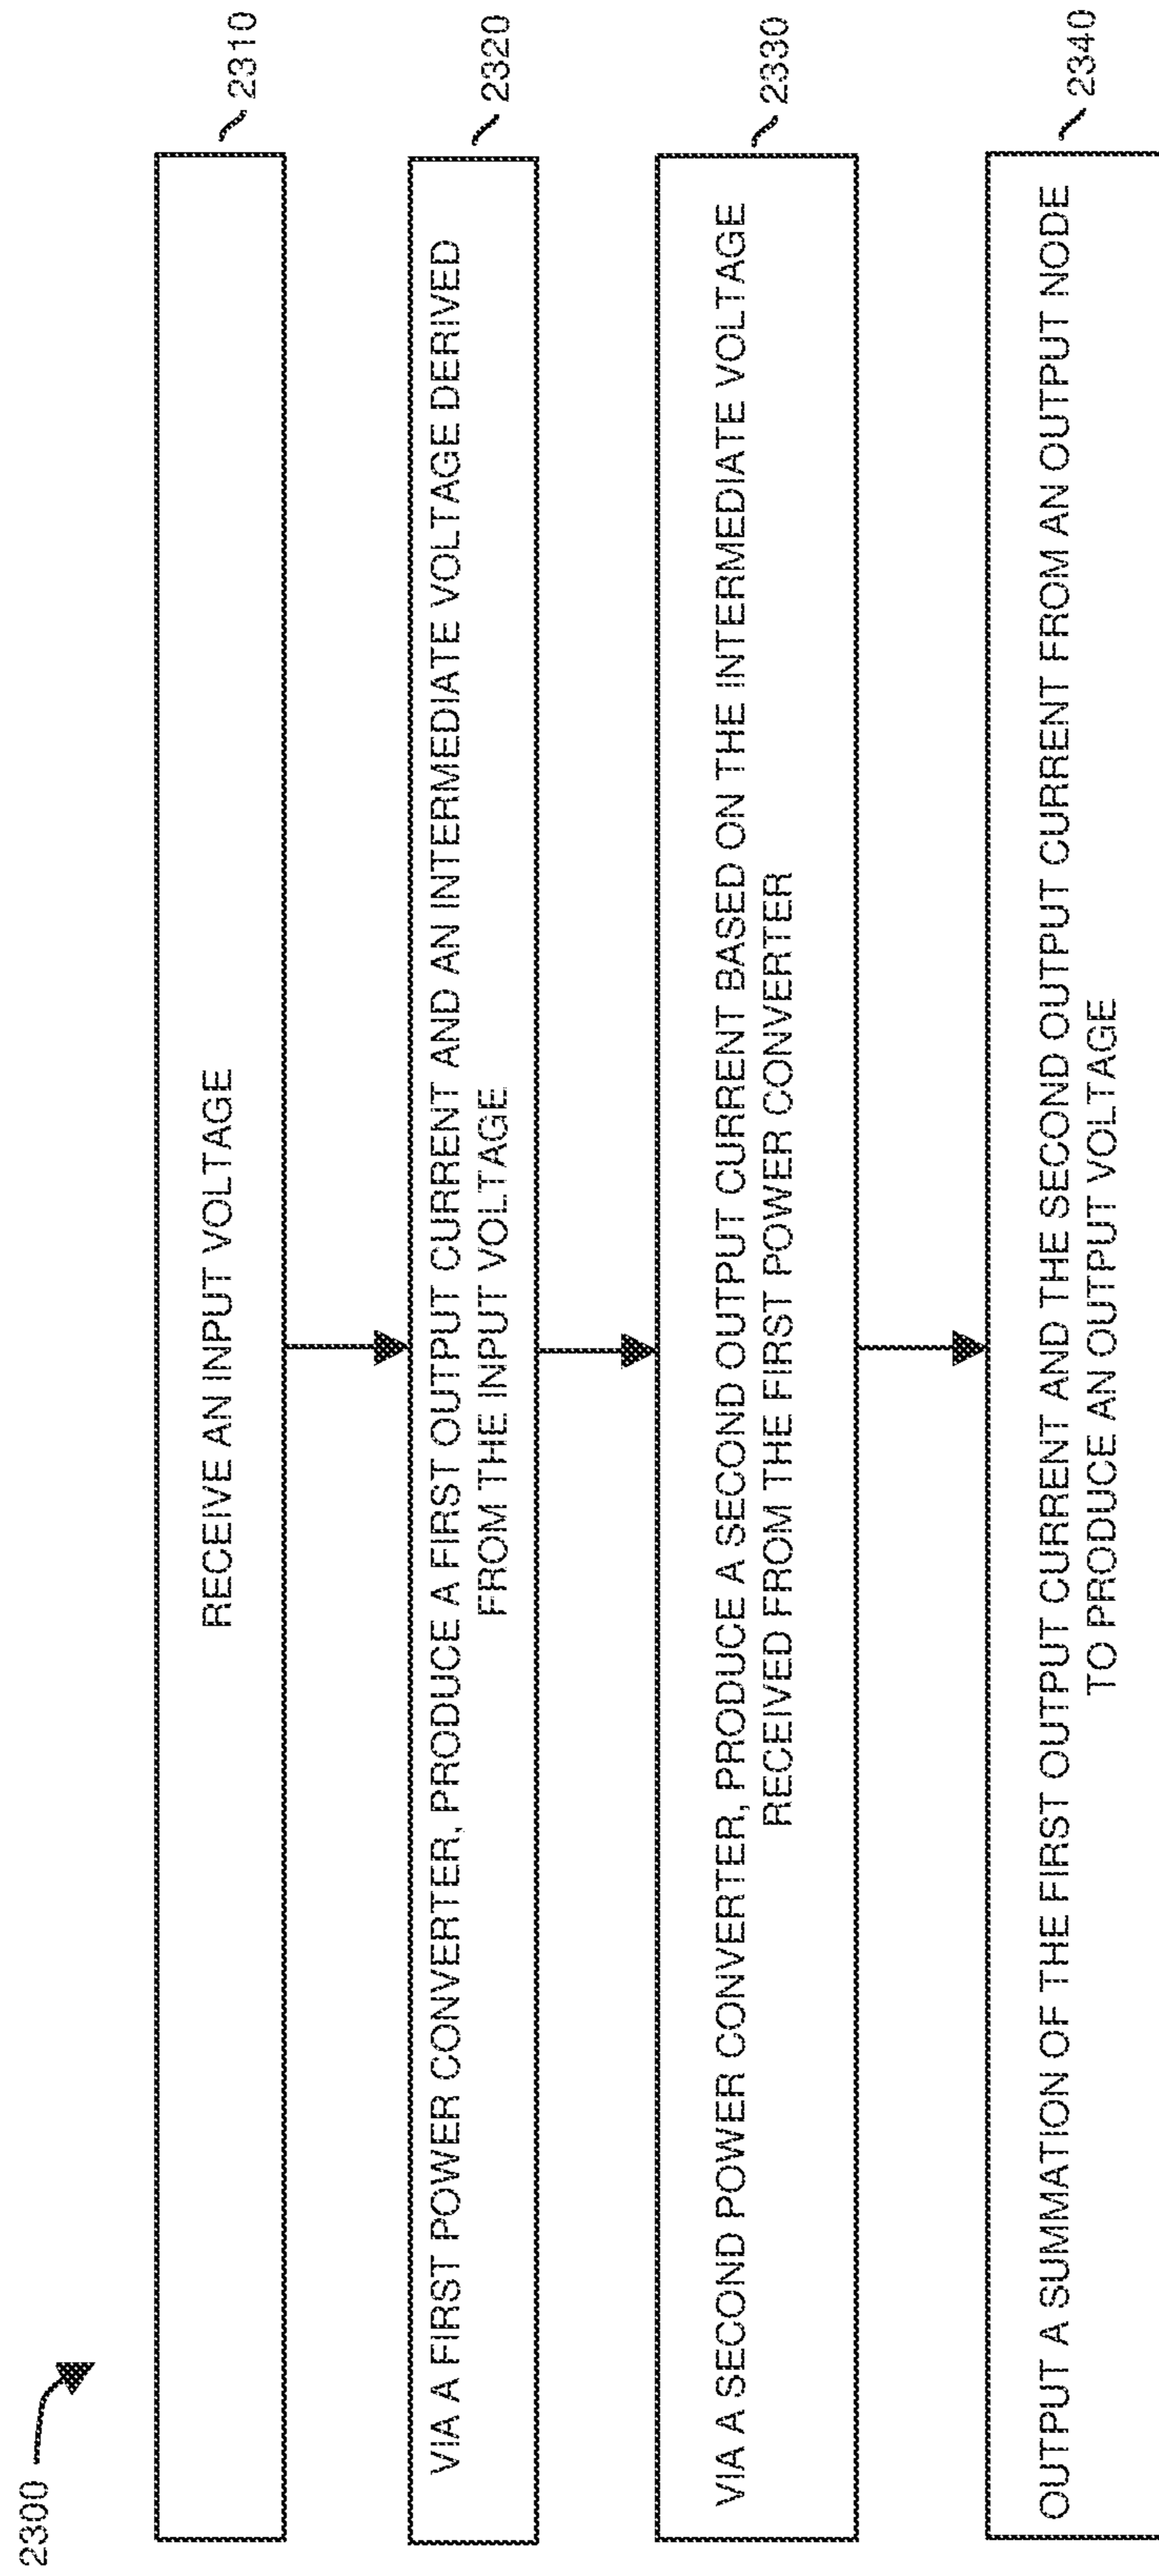 2300
RECEIVE AN INPUT VOLTAGE
2310
VIA A FIRST POWER CONVERTER, PRODUCE A FIRST OUTPUT CURRENT AND AN INTERMEDIATE VOLTAGE DERIVED
FROM THE INPUT VOLTAGE
2320
VIA A SECOND POWER CONVERTER, PRODUCE A SECOND OUTPUT CURRENT BASED ON THE INTERMEDIATE VOLTAGE
RECEIVED FROM THE FIRST POWER CONVERTER
2330
OUTPUT A SUMMATION OF THE FIRST OUTPUT CURRENT AND THE SECOND OUTPUT CURRENT FROM AN OUTPUT NODE
TO PRODUCE AN OUTPUT VOLTAGE
2340